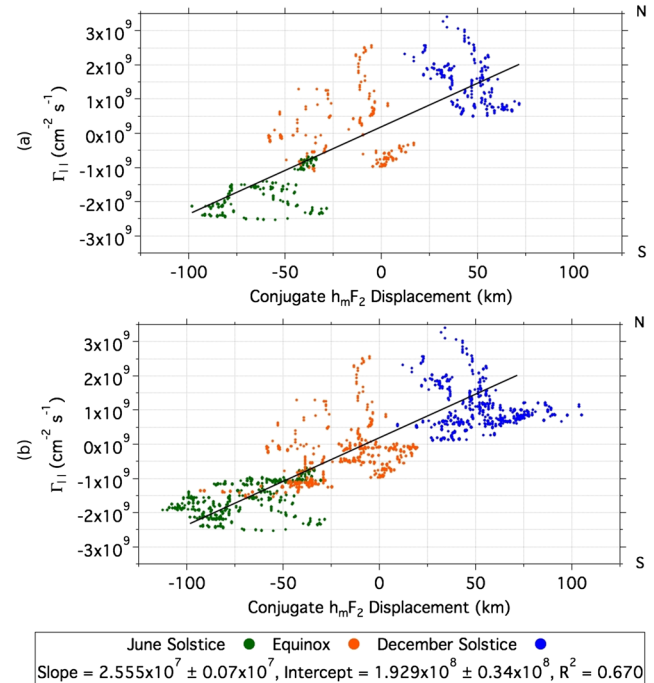 N
3x10⁹
2x10⁹
1x10⁹
0x10⁹
-1x10⁹
-2x10⁹
-3x10⁹
(a)
Γ|| (cm⁻² s⁻¹)
S
-100 -50 0 50 100
Conjugate hₘF₂ Displacement (km)
N
3x10⁹
2x10⁹
1x10⁹
0x10⁹
-1x10⁹
-2x10⁹
-3x10⁹
(b)
Γ|| (cm⁻² s⁻¹)
S
-100 -50 0 50 100
Conjugate hₘF₂ Displacement (km)
June Solstice Equinox December Solstice
Slope = 2.555x10⁷ ± 0.07x10⁷, Intercept = 1.929x10⁸ ± 0.34x10⁸, R² = 0.670